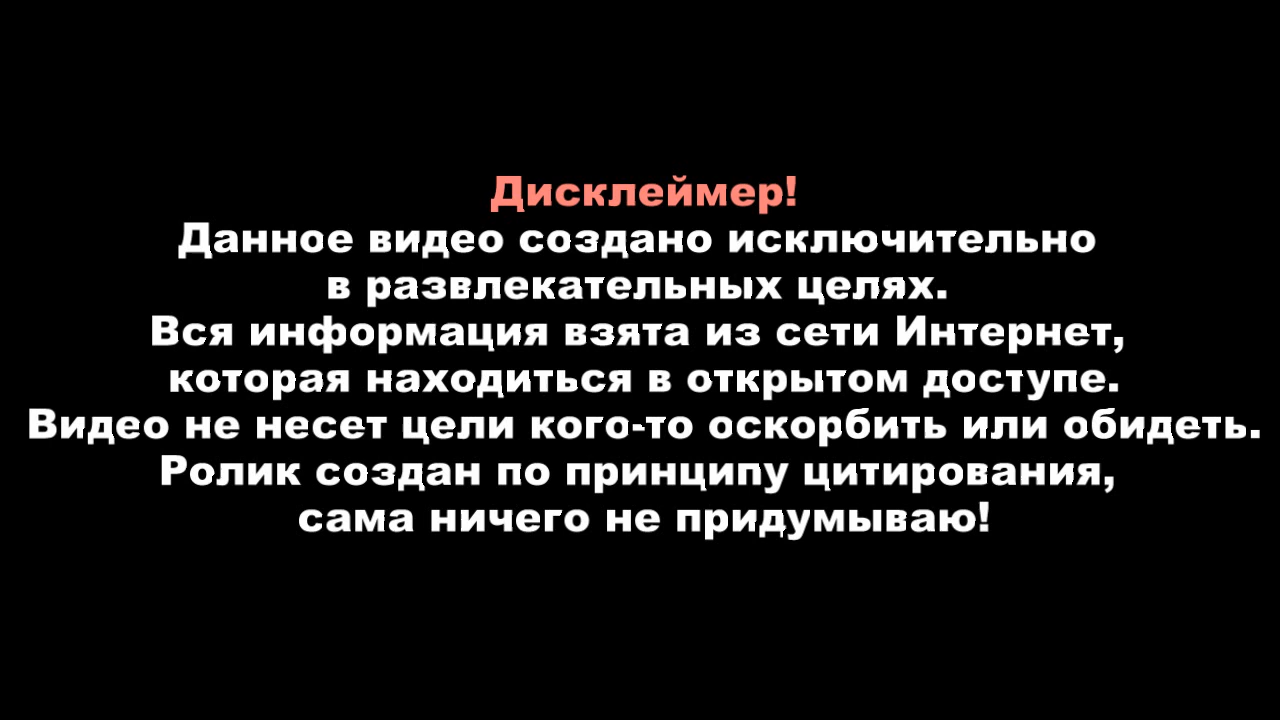 Дисклеймер!
Данное видео создано исключительно
в развлекательных целях.
Вся информация взята из сети Интернет,
которая находиться в открытом доступе.
Видео не несет цели кого-то оскорбить или обидеть.
Ролик создан по принципу цитирования,
сама ничего не придумываю!